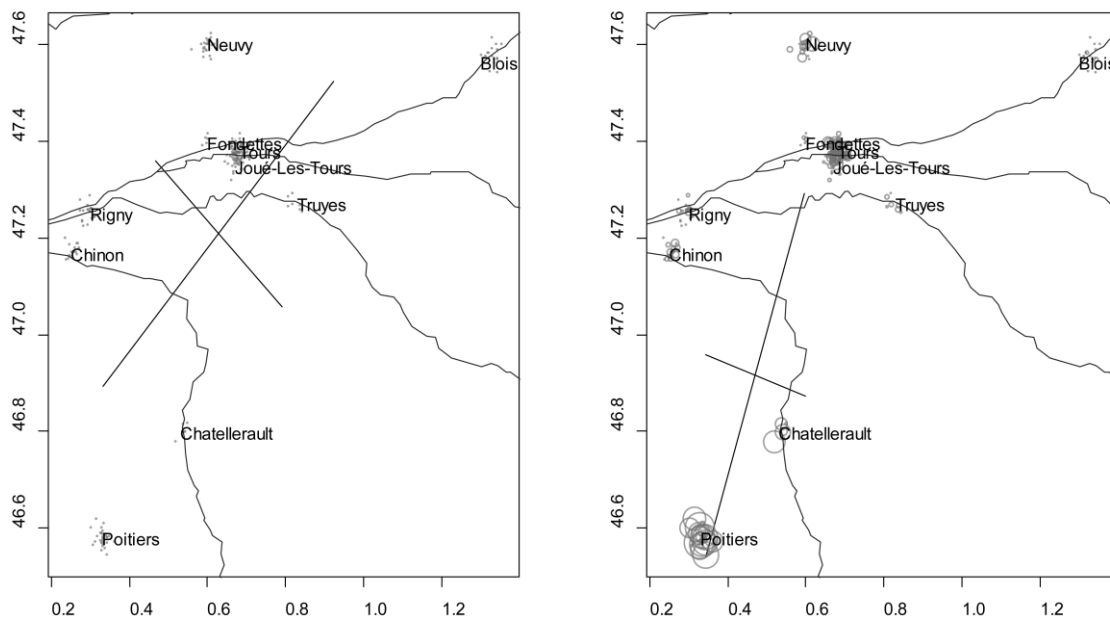 47.6
47.4
47.2
47.0
46.8
46.6
Neuvy
Blois
Fondettes
Tours
Joué-Les-Tours
Rigny
Truyes
Chinon
Chatellerault
Poitiers
0.2 0.4 0.6 0.8 1.0 1.2
47.6
47.4
47.2
47.0
46.8
46.6
Neuvy
Blois
Fondettes
Tours
Joué-Les-Tours
Rigny
Truyes
Chinon
Chatellerault
Poitiers
0.2 0.4 0.6 0.8 1.0 1.2